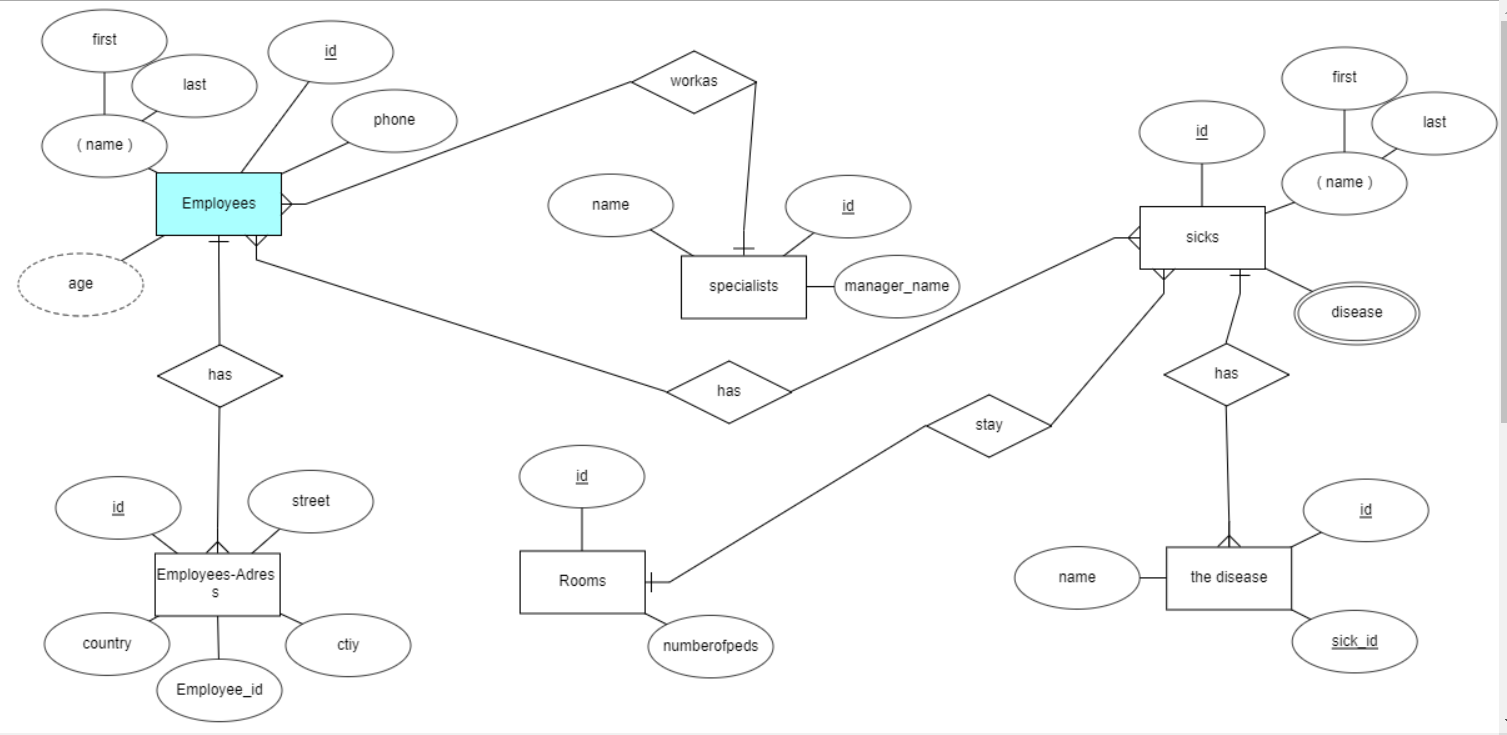 first
id
last
workas
first
phone
last
id
( name )
( name )
Employees
name
id
sicks
age
specialists
manager_name
disease
has
has
has
stay
id
street
id
id
Employees-Adres
s
Rooms
name
the disease
country
ctiy
numberofpeds
sick_id
Employee_id